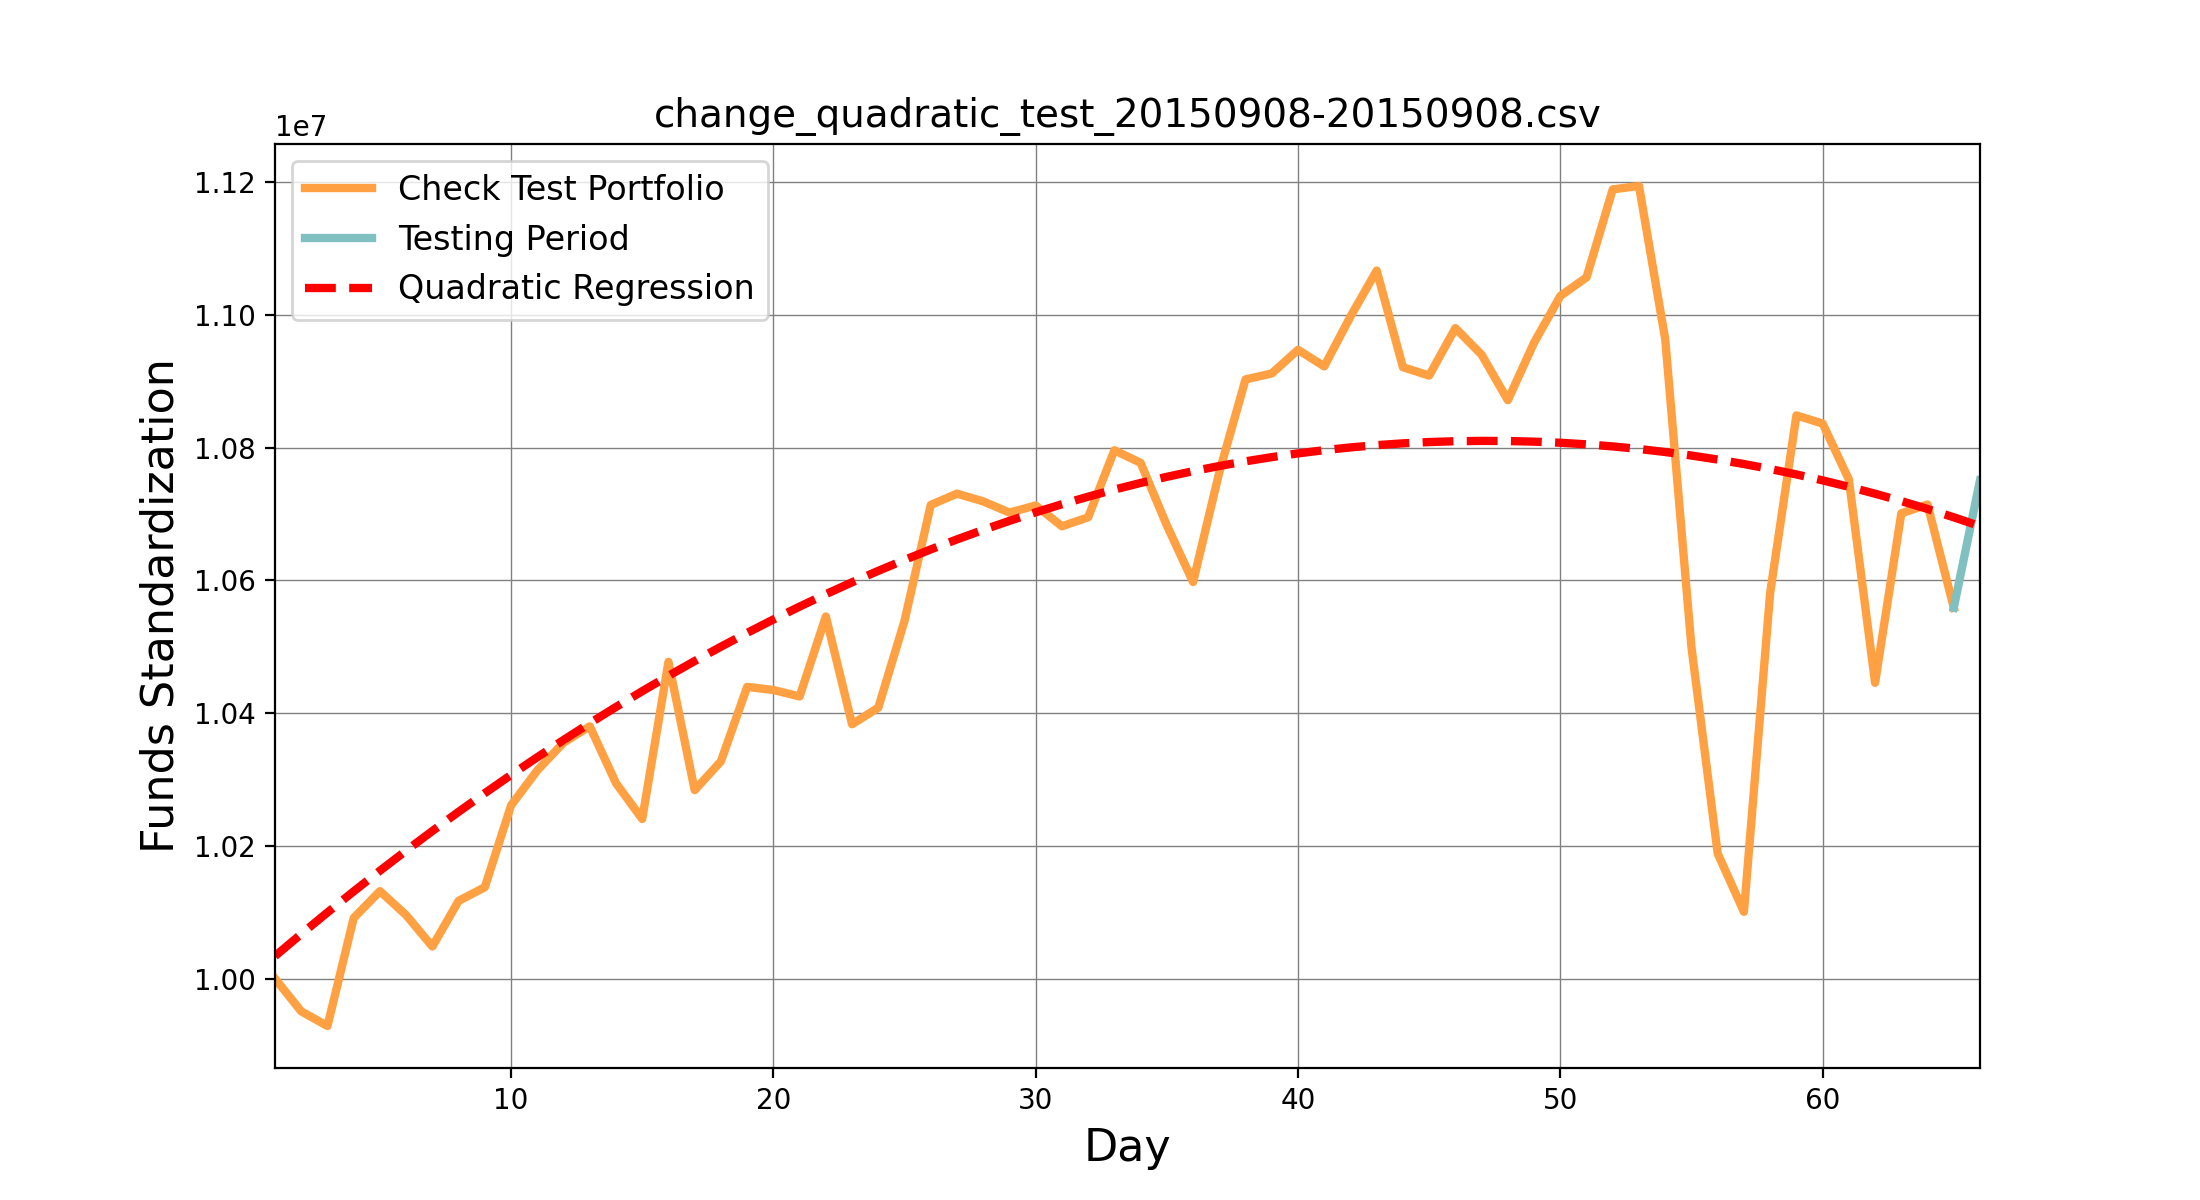 change_quadratic_test_20150908-20150908.csv
1e7
Check Test Portfolio
Testing Period
Quadratic Regression
1.12
1.10
1.08
1.06
1.04
1.02
1.00
Funds Standardization
10 20 30 40 50 60
Day